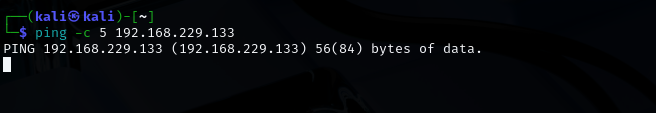 ┌──(kali㉿kali)-[~]
└─$ ping -c 5 192.168.229.133
PING 192.168.229.133 (192.168.229.133) 56(84) bytes of data.